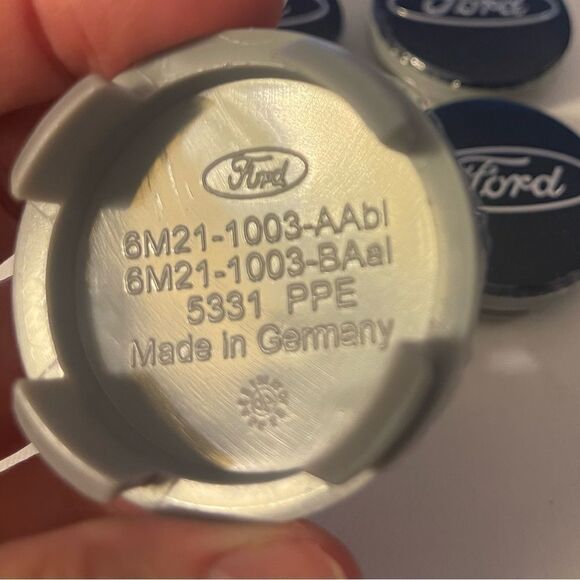 Ford
Ford
Ford
6M21-1003-AAbl
6M21-1003-BAal
5331 PPE
Made in Germany